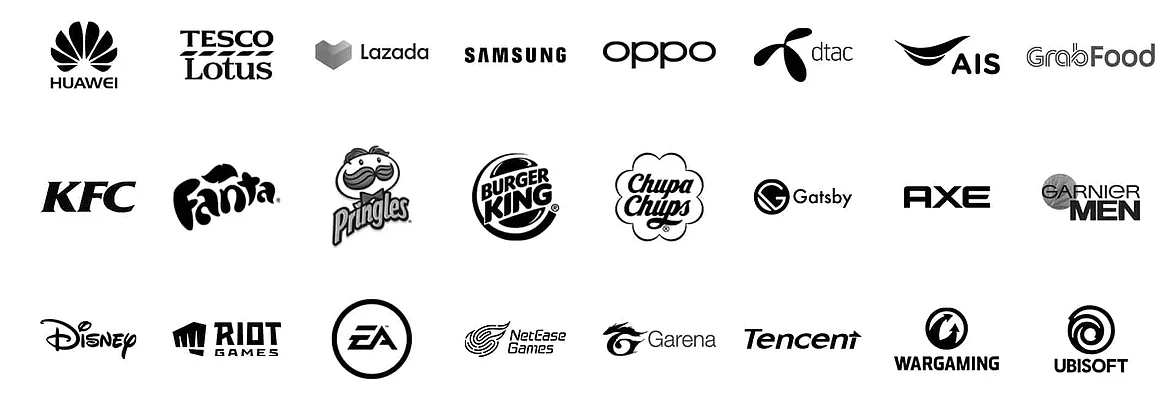 HUAWEI
TESCO
Lotus
Lazada
SAMSUNG
oppo
dtac
AIS
GrabFood
KFC
Fanta®
Pringles
BURGER
KING®
Chupa
Chups
®
Gatsby
AXE
GARNIER
MEN
Disney
RIOT
GAMES
EA
NetEase
Games
Garena
Tencent
WARGAMING
UBISOFT